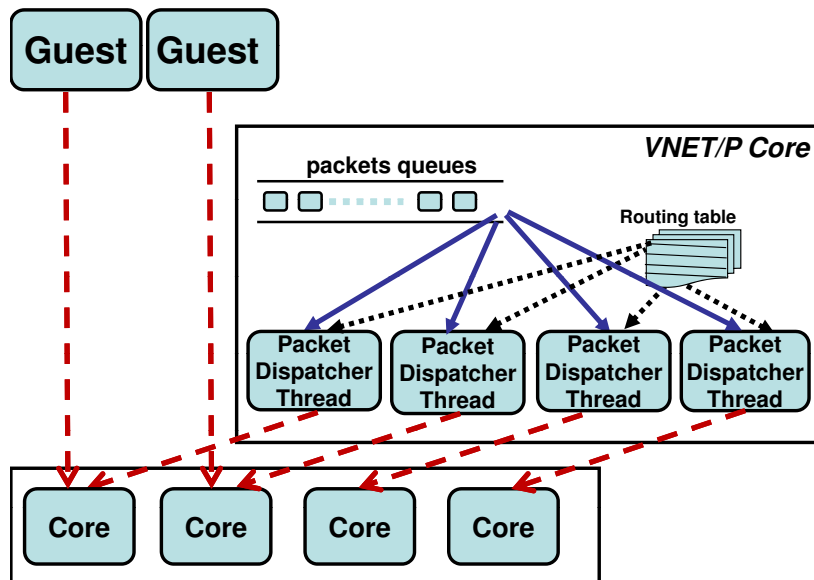 Guest
Guest
VNET/P Core
packets queues
Routing table
Packet
Dispatcher
Thread
Packet
Dispatcher
Thread
Packet
Dispatcher
Thread
Packet
Dispatcher
Thread
Core
Core
Core
Core